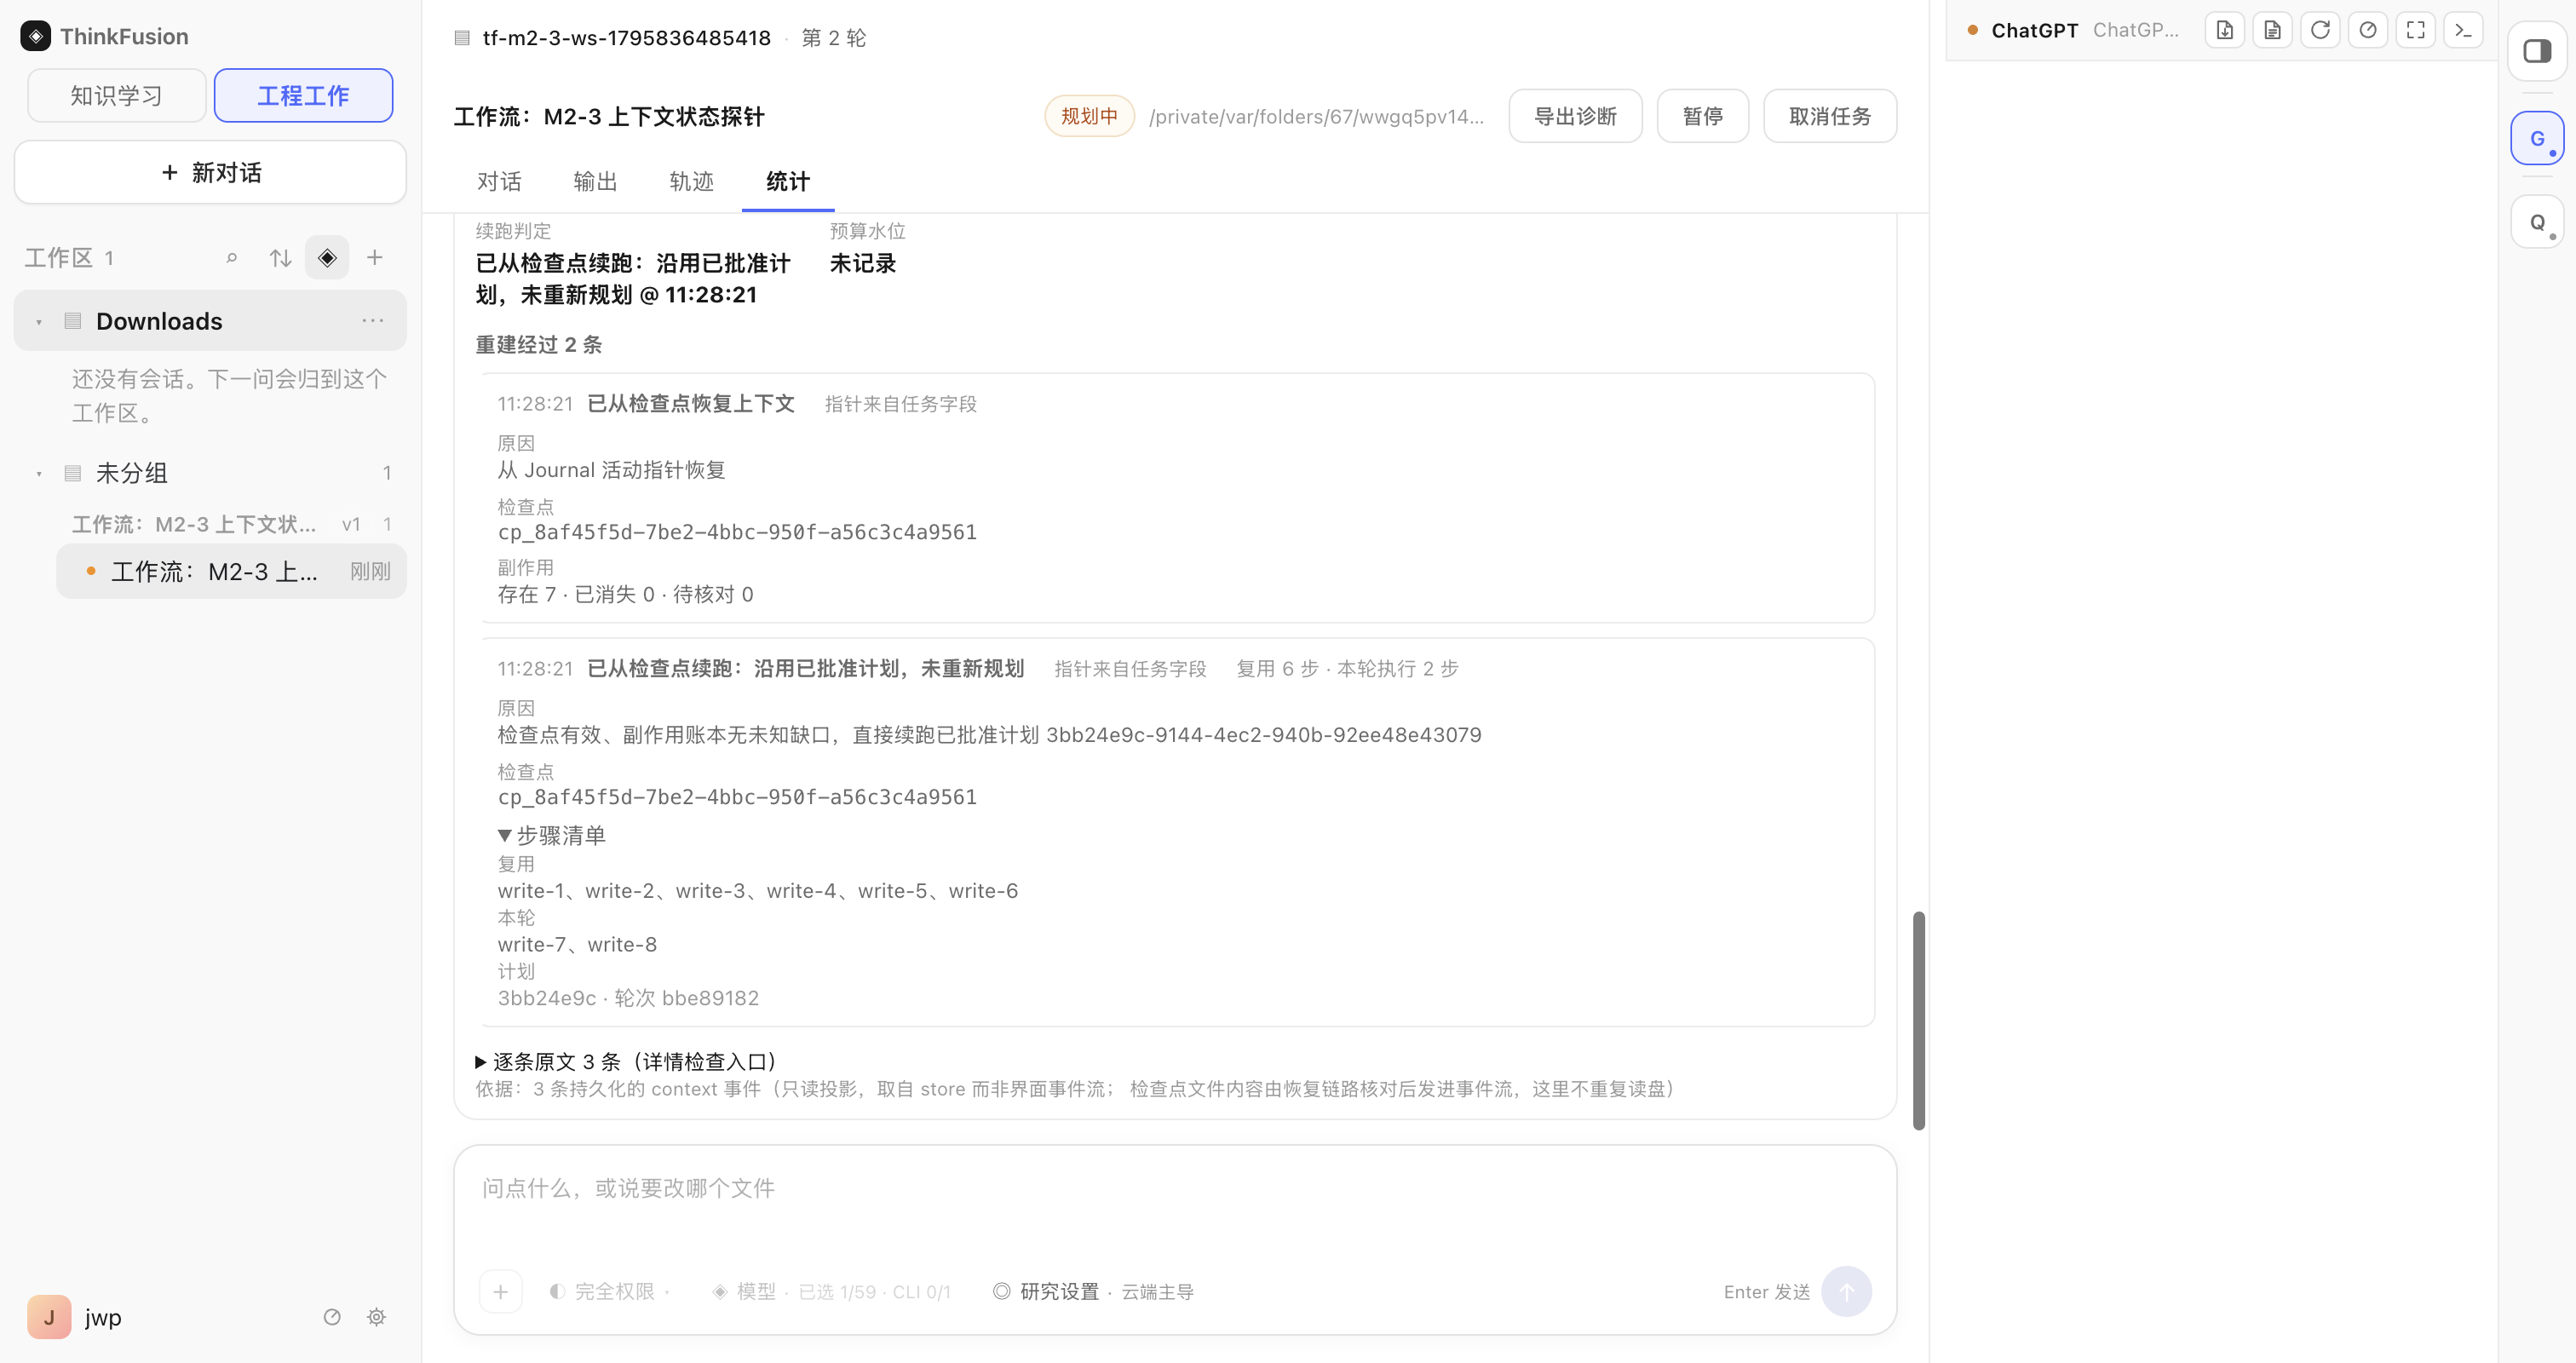 ThinkFusion
知识学习
工程工作
+ 新对话
工作区 1
Downloads
还没有会话。下一问会归到这个
工作区。
未分组 1
工作流：M2-3 上下文状... v1 1
工作流：M2-3 上... 刚刚
J jwp
tf-m2-3-ws-1795836485418 · 第 2 轮
工作流：M2-3 上下文状态探针
规划中
/private/var/folders/67/wwgq5pv14...
导出诊断
暂停
取消任务
对话 输出 轨迹 统计
续跑判定
已从检查点续跑：沿用已批准计
划，未重新规划 @ 11:28:21
预算水位
未记录
重建经过 2 条
11:28:21 已从检查点恢复上下文 指针来自任务字段
原因
从 Journal 活动指针恢复
检查点
cp_8af45f5d-7be2-4bbc-950f-a56c3c4a9561
副作用
存在 7 · 已消失 0 · 待核对 0
11:28:21 已从检查点续跑：沿用已批准计划，未重新规划 指针来自任务字段 复用 6 步 · 本轮执行 2 步
原因
检查点有效、副作用账本无未知缺口，直接续跑已批准计划 3bb24e9c-9144-4ec2-940b-92ee48e43079
检查点
cp_8af45f5d-7be2-4bbc-950f-a56c3c4a9561
▼步骤清单
复用
write-1、write-2、write-3、write-4、write-5、write-6
本轮
write-7、write-8
计划
3bb24e9c · 轮次 bbe89182
▶ 逐条原文 3 条（详情检查入口）
依据：3 条持久化的 context 事件（只读投影，取自 store 而非界面事件流； 检查点文件内容由恢复链路核对后发进事件流，这里不重复读盘）
问点什么，或说要改哪个文件
+ 完全权限 · 模型 · 已选 1/59 · CLI 0/1 研究设置 · 云端主导
Enter 发送
ChatGPT ChatGP...
G
Q